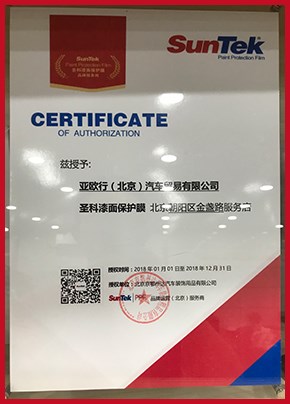 SunTek
Paint Protection Film
圣科漆面保护膜
SunTek
Paint Protection Film
CERTIFICATE
OF AUTHORIZATION
兹授予：
亚欧行（北京）汽车贸易有限公司
圣科漆面保护膜 北京朝阳区金盏路服务店
授权时间：2018年01月01日至2018年12月31日
授权单位：北京京
汽车装饰用品有限公司
SunTek
品牌运营（北京）服务商